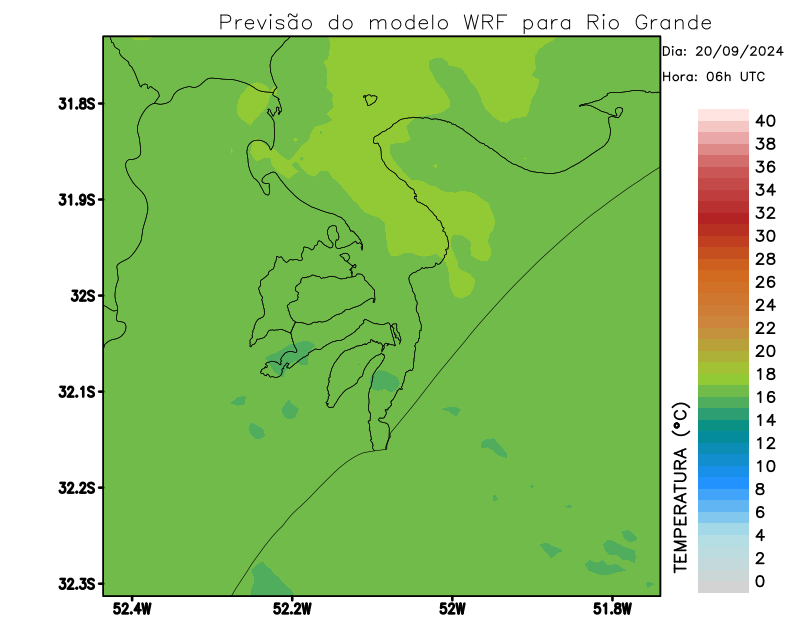 Previsão do modelo WRF para Rio Grande
Dia: 20/09/2024
Hora: 06h UTC
31.8S
31.9S
32S
32.1S
32.2S
32.3S
52.4W
52.2W
52W
51.8W
TEMPERATURA (°C)
40
38
36
34
32
30
28
26
24
22
20
18
16
14
12
10
8
6
4
2
0